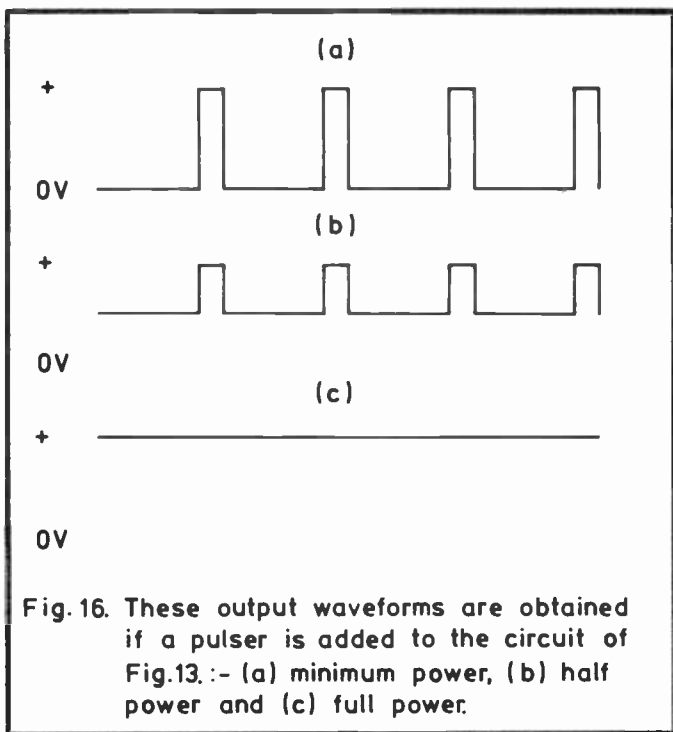 (a)
+
0V
(b)
+
0V
(c)
+
0V
Fig.16. These output waveforms are obtained
if a pulser is added to the circuit of
Fig.13.:- (a) minimum power, (b) half
power and (c) full power.